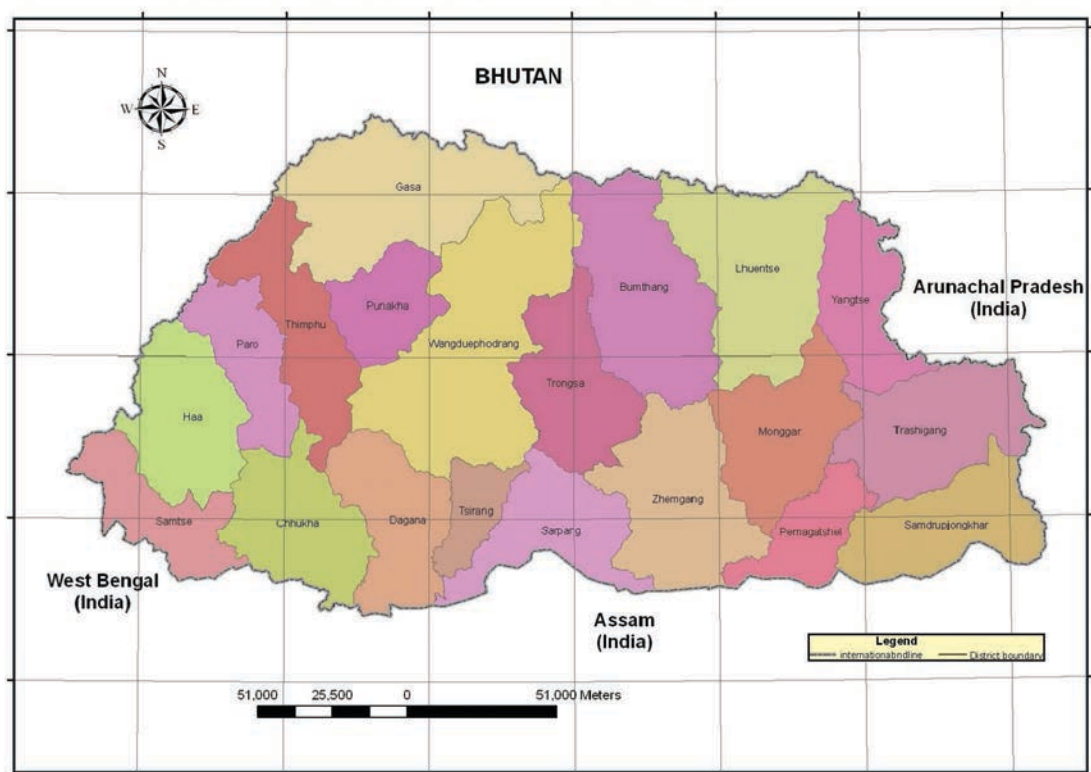 BHUTAN
N
W E
S
Gasa
Punakha
Bumthang
Lhuentse
Yangtse
Arunachal Pradesh
(India)
Thimphu
Paro
Wangduephodrang
Trongsa
Haa
Monggar
Trashigang
Zhemgang
Samtse
Chhukha
Dagana
Tsirang
Sarpang
Pemagatshel
Samdrupjongkhar
West Bengal
(India)
Assam
(India)
Legend
internationabndline District boundary
51,000 25,500 0 51,000 Meters